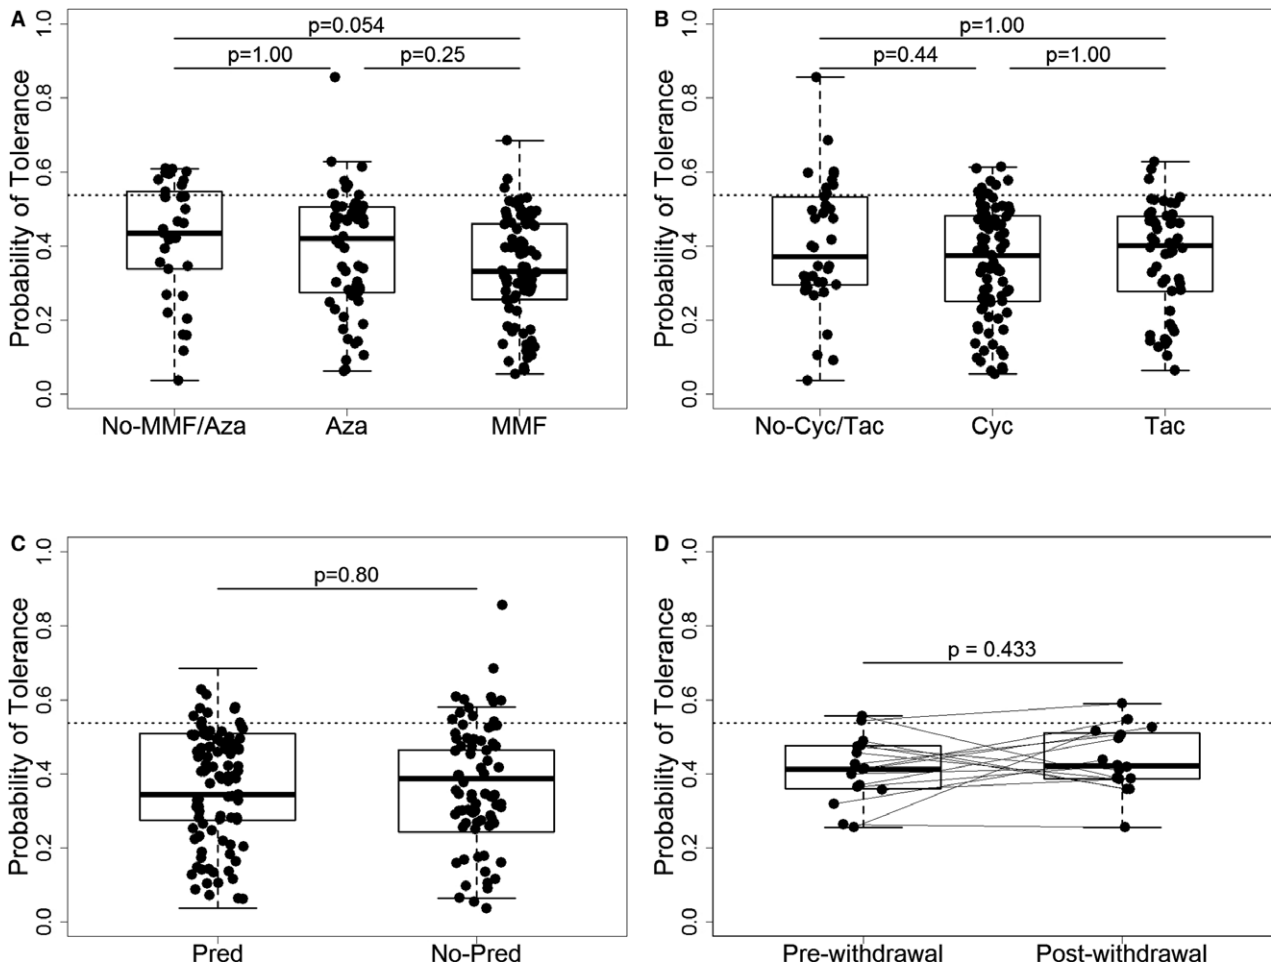 A
Probability of Tolerance
1.0
0.8
0.6
0.4
0.2
0.0
p=0.054
p=1.00
p=0.25
No-MMF/Aza
Aza
MMF
B
Probability of Tolerance
1.0
0.8
0.6
0.4
0.2
0.0
p=1.00
p=0.44
p=1.00
No-Cyc/Tac
Cyc
Tac
C
Probability of Tolerance
1.0
0.8
0.6
0.4
0.2
0.0
p=0.80
Pred
No-Pred
D
Probability of Tolerance
1.0
0.8
0.6
0.4
0.2
0.0
p = 0.433
Pre-withdrawal
Post-withdrawal